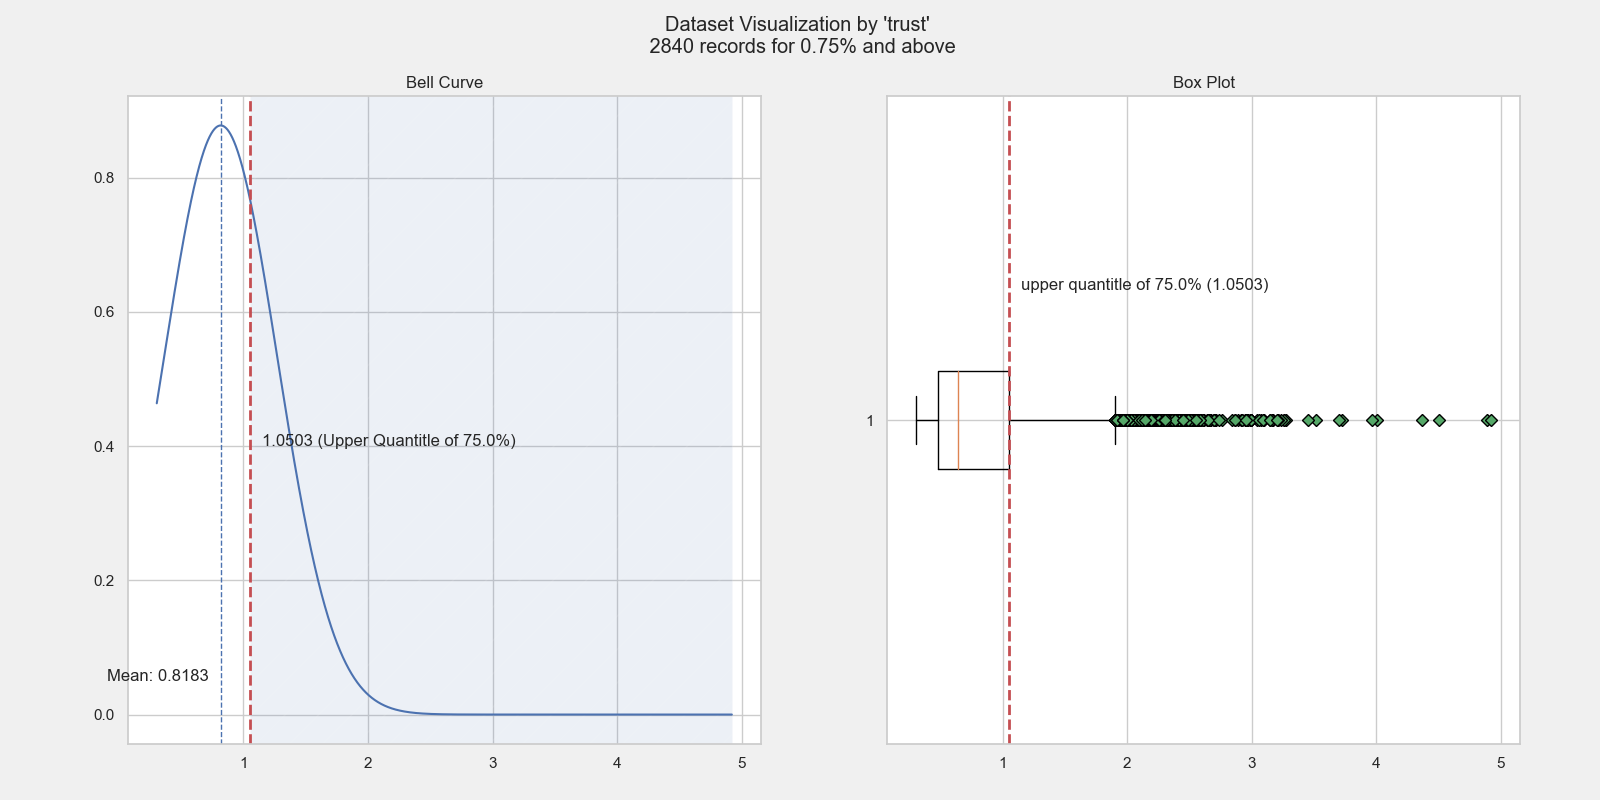 Dataset Visualization by 'trust'
2840 records for 0.75% and above
Bell Curve
0.8
0.6
0.4
0.2
0.0
1.0503 (Upper Quantitle of 75.0%)
Mean: 0.8183
1 2 3 4 5
Box Plot
upper quantitle of 75.0% (1.0503)
1
1 2 3 4 5